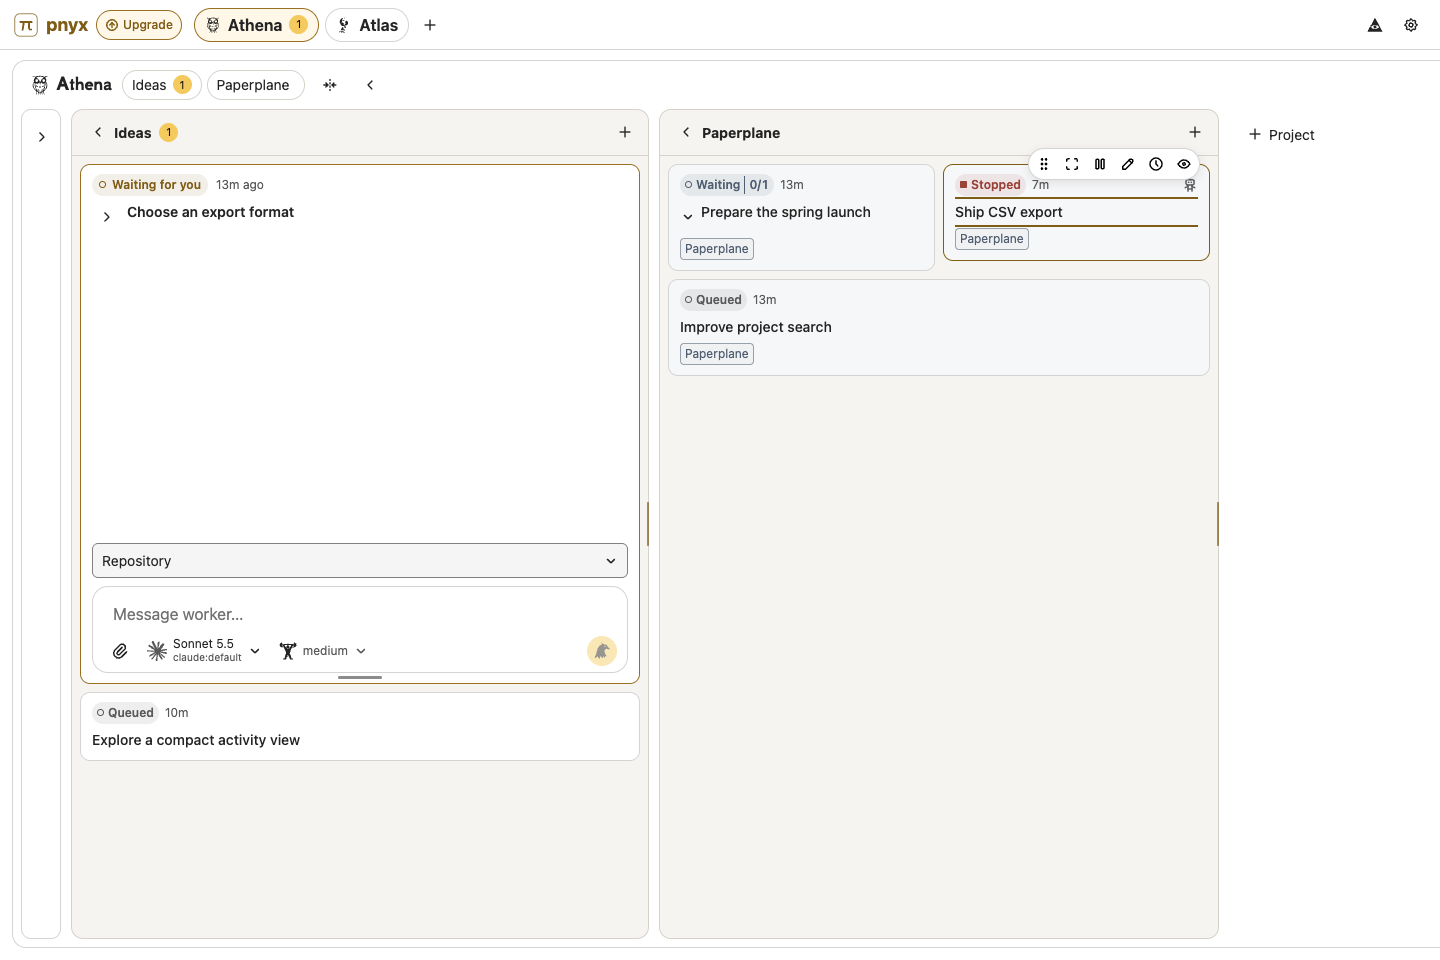 pnyx
Upgrade
Athena 1
Atlas
Athena
Ideas 1
Paperplane
Ideas 1
Waiting for you 13m ago
Choose an export format
Repository
Message worker...
Sonnet 5.5
claude:default
medium
Queued 10m
Explore a compact activity view
Paperplane
Waiting 0/1 13m
Prepare the spring launch
Paperplane
Stopped 7m
Ship CSV export
Paperplane
Queued 13m
Improve project search
Paperplane
Project